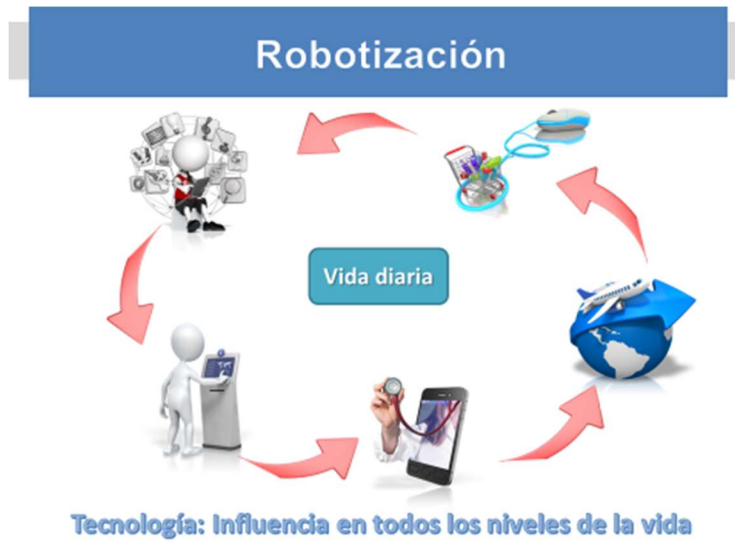 Robotización
Vida diaria
Tecnología: Influencia en todos los niveles de la vida